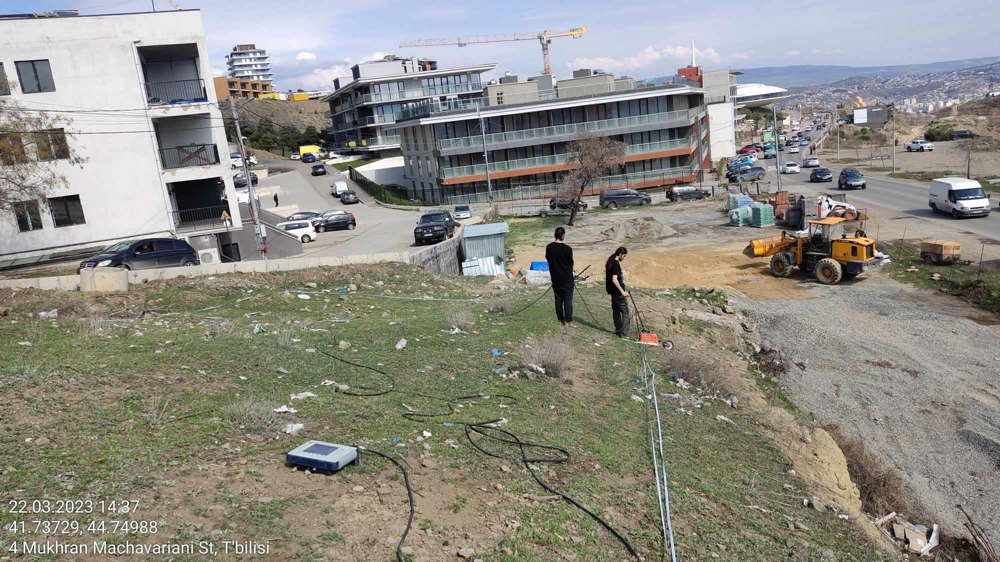 22.03.2023 14:37
41.73729, 44.74988
4 Mukhran Machavariani St, T'bilisi